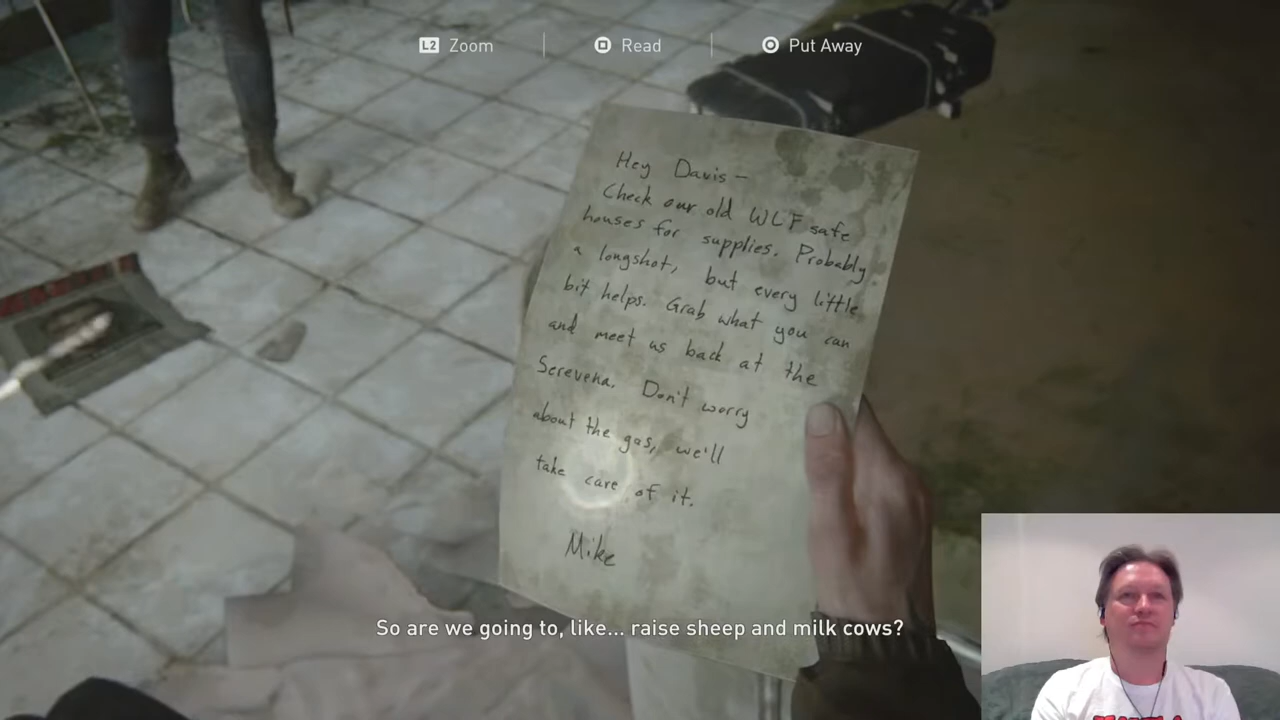 L2 Zoom Read Put Away
Hey Davis-
Check our old WLF safe
houses for supplies. Probably
a longshot, but every little
bit helps. Grab what you can
and meet us back at the
Serevena. Don't worry
about the gas, we'll
take care of it.
Mike
So are we going to, like... raise sheep and milk cows?